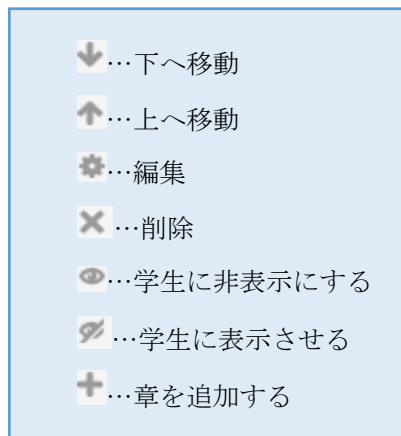 …下へ移動
…上へ移動
…編集
…削除
…学生に非表示にする
…学生に表示させる
…章を追加する